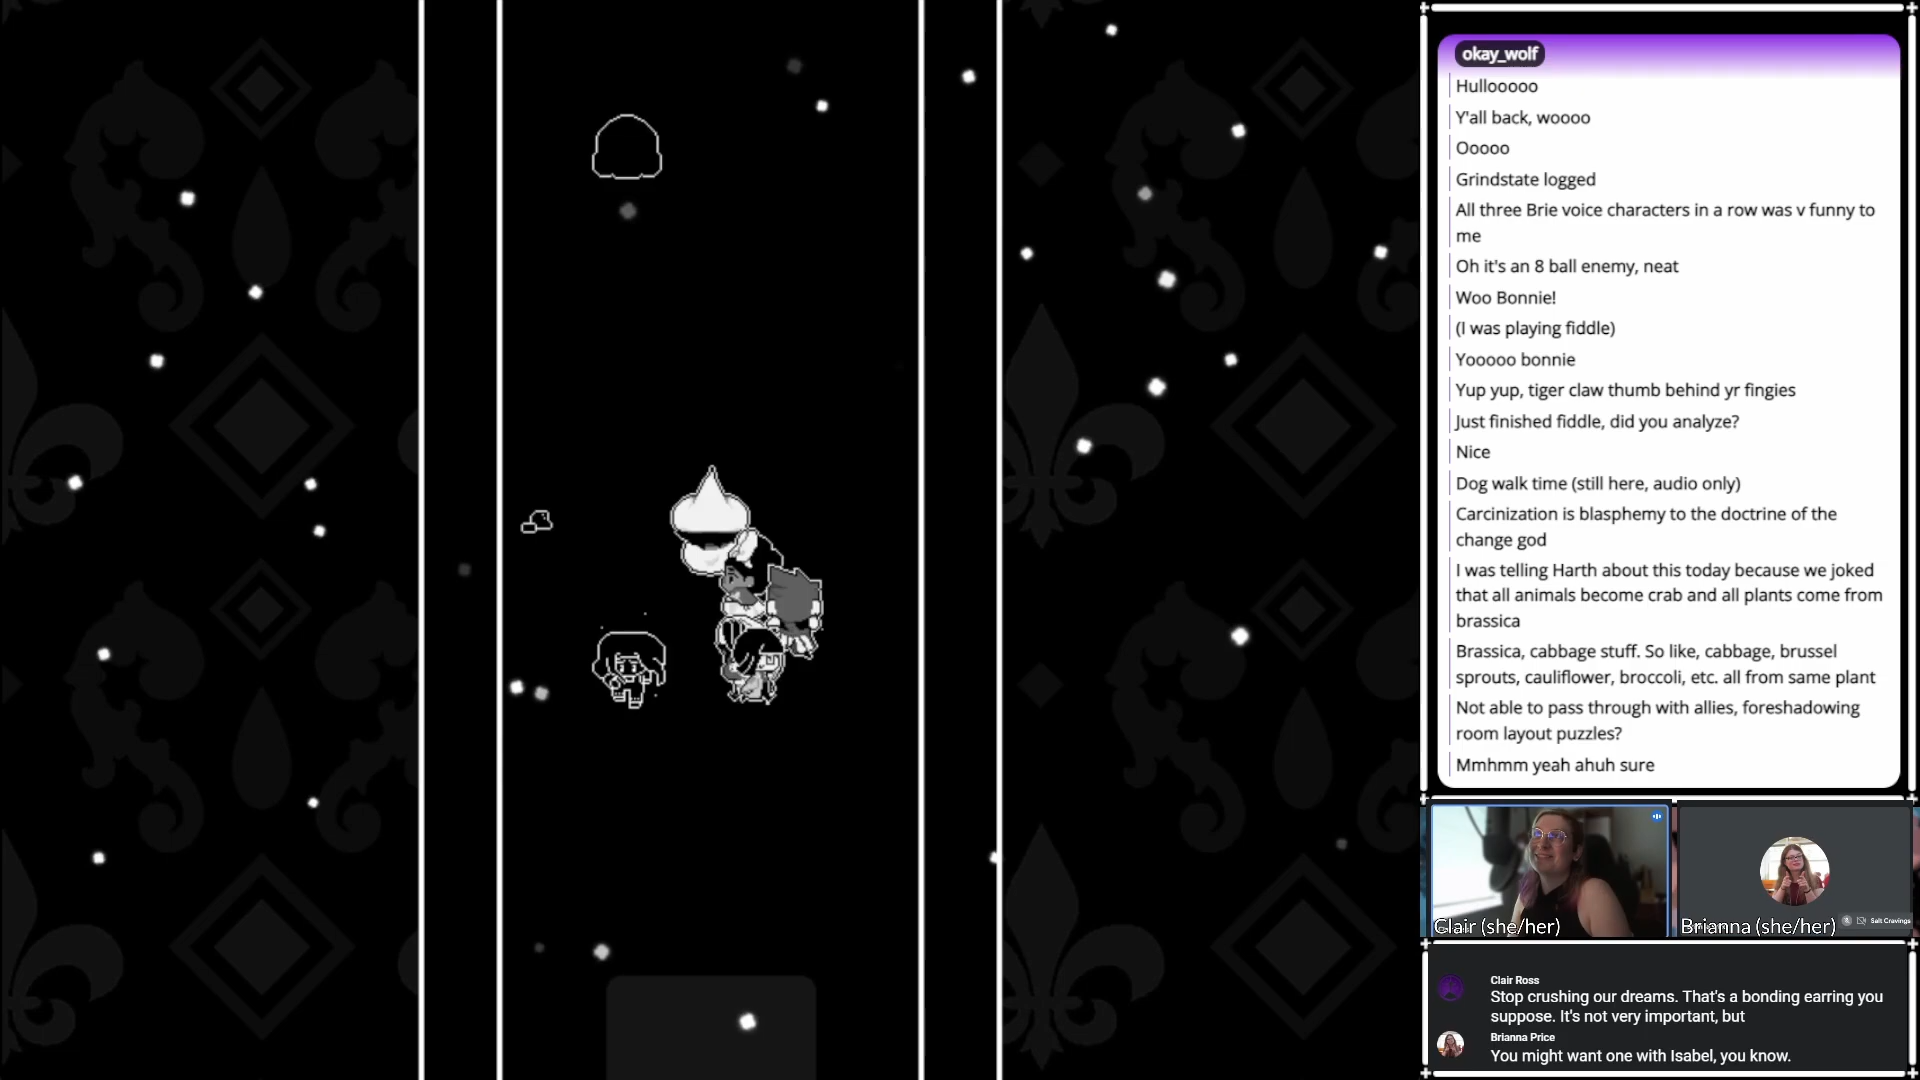 okay_wolf
Hullooooo
Y'all back, woooo
Ooooo
Grindstate logged
All three Brie voice characters in a row was v funny to
me
Oh it's an 8 ball enemy, neat
Woo Bonnie!
(I was playing fiddle)
Yooooo bonnie
Yup yup, tiger claw thumb behind yr fingies
Just finished fiddle, did you analyze?
Nice
Dog walk time (still here, audio only)
Carcinization is blasphemy to the doctrine of the
change god
I was telling Harth about this today because we joked
that all animals become crab and all plants come from
brassica
Brassica, cabbage stuff. So like, cabbage, brussel
sprouts, cauliflower, broccoli, etc. all from same plant
Not able to pass through with allies, foreshadowing
room layout puzzles?
Mmhmm yeah ahuh sure
Clair (she/her)
Brianna (she/her)
Salt Cravings
Clair Ross
Stop crushing our dreams. That's a bonding earring you
suppose. It's not very important, but
Brianna Price
You might want one with Isabel, you know.